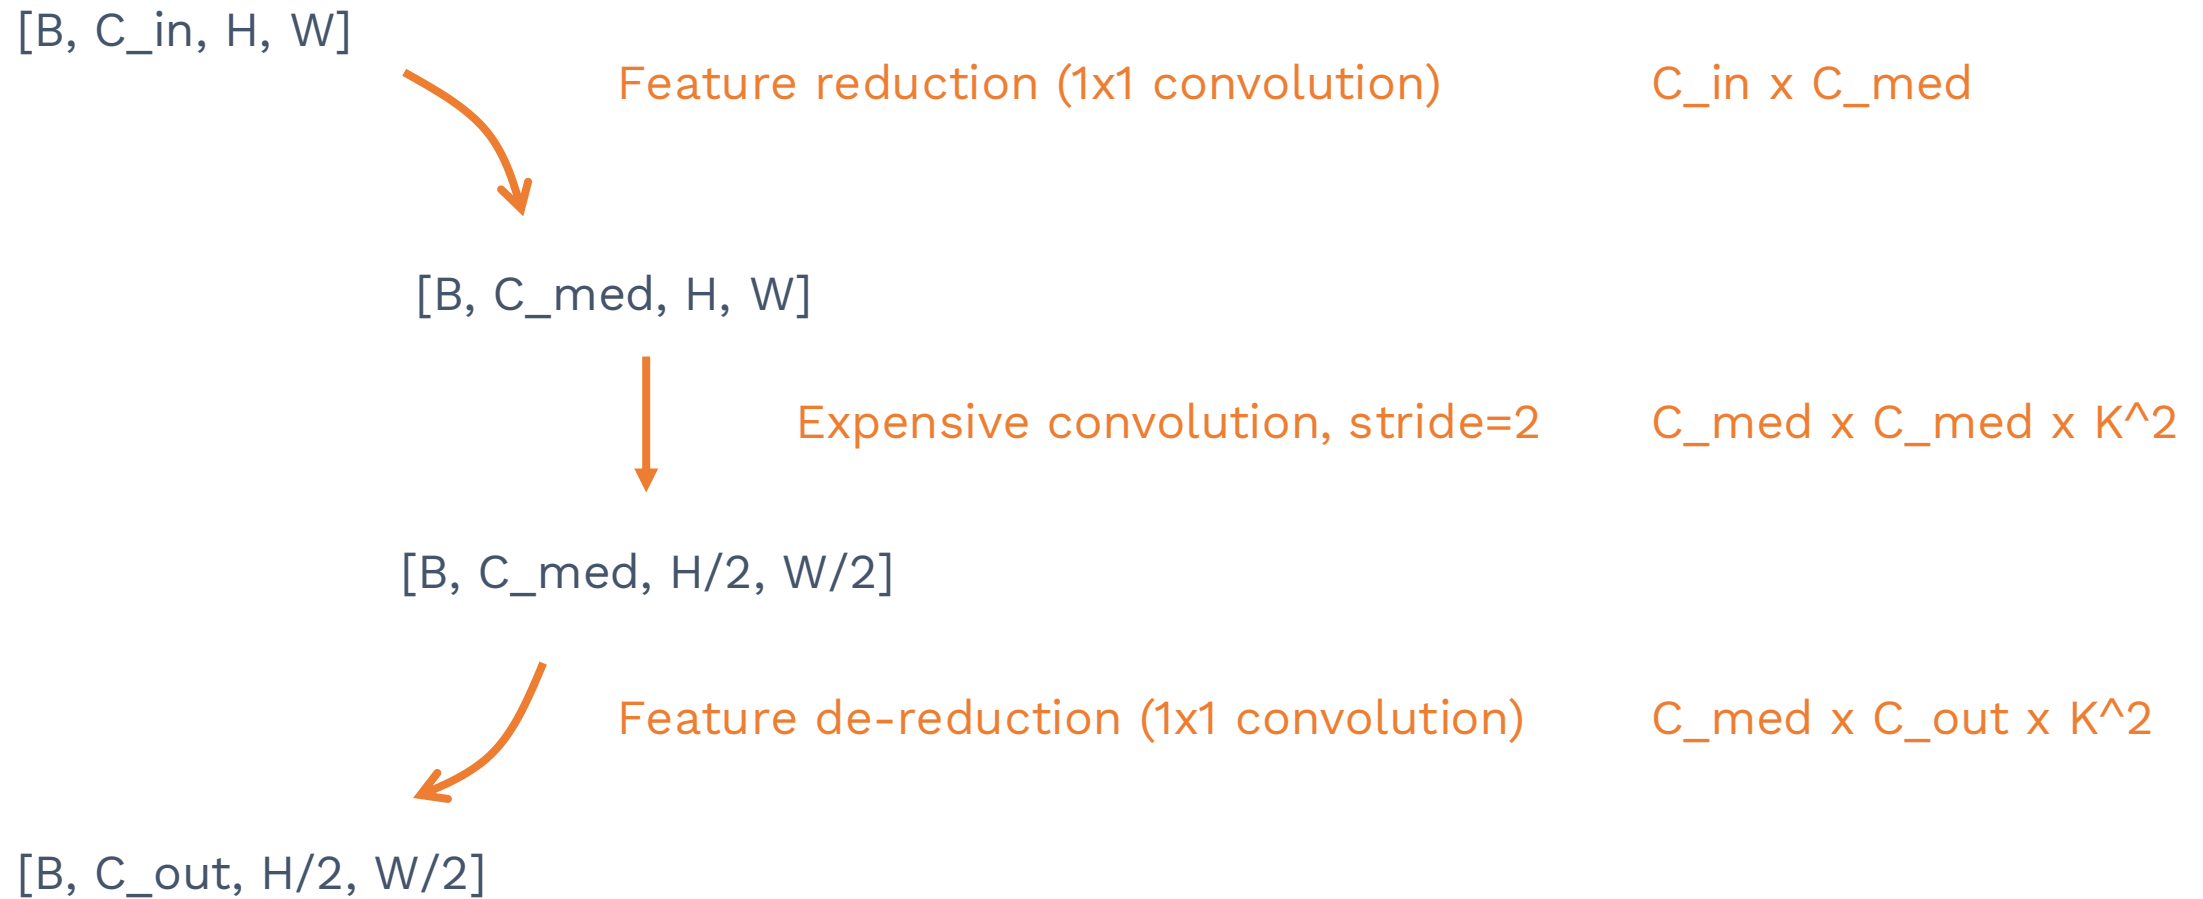 [B, C_in, H, W]
Feature reduction (1x1 convolution)
C_in x C_med
[B, C_med, H, W]
Expensive convolution, stride=2
C_med x C_med x K^2
[B, C_med, H/2, W/2]
Feature de-reduction (1x1 convolution)
C_med x C_out x K^2
[B, C_out, H/2, W/2]